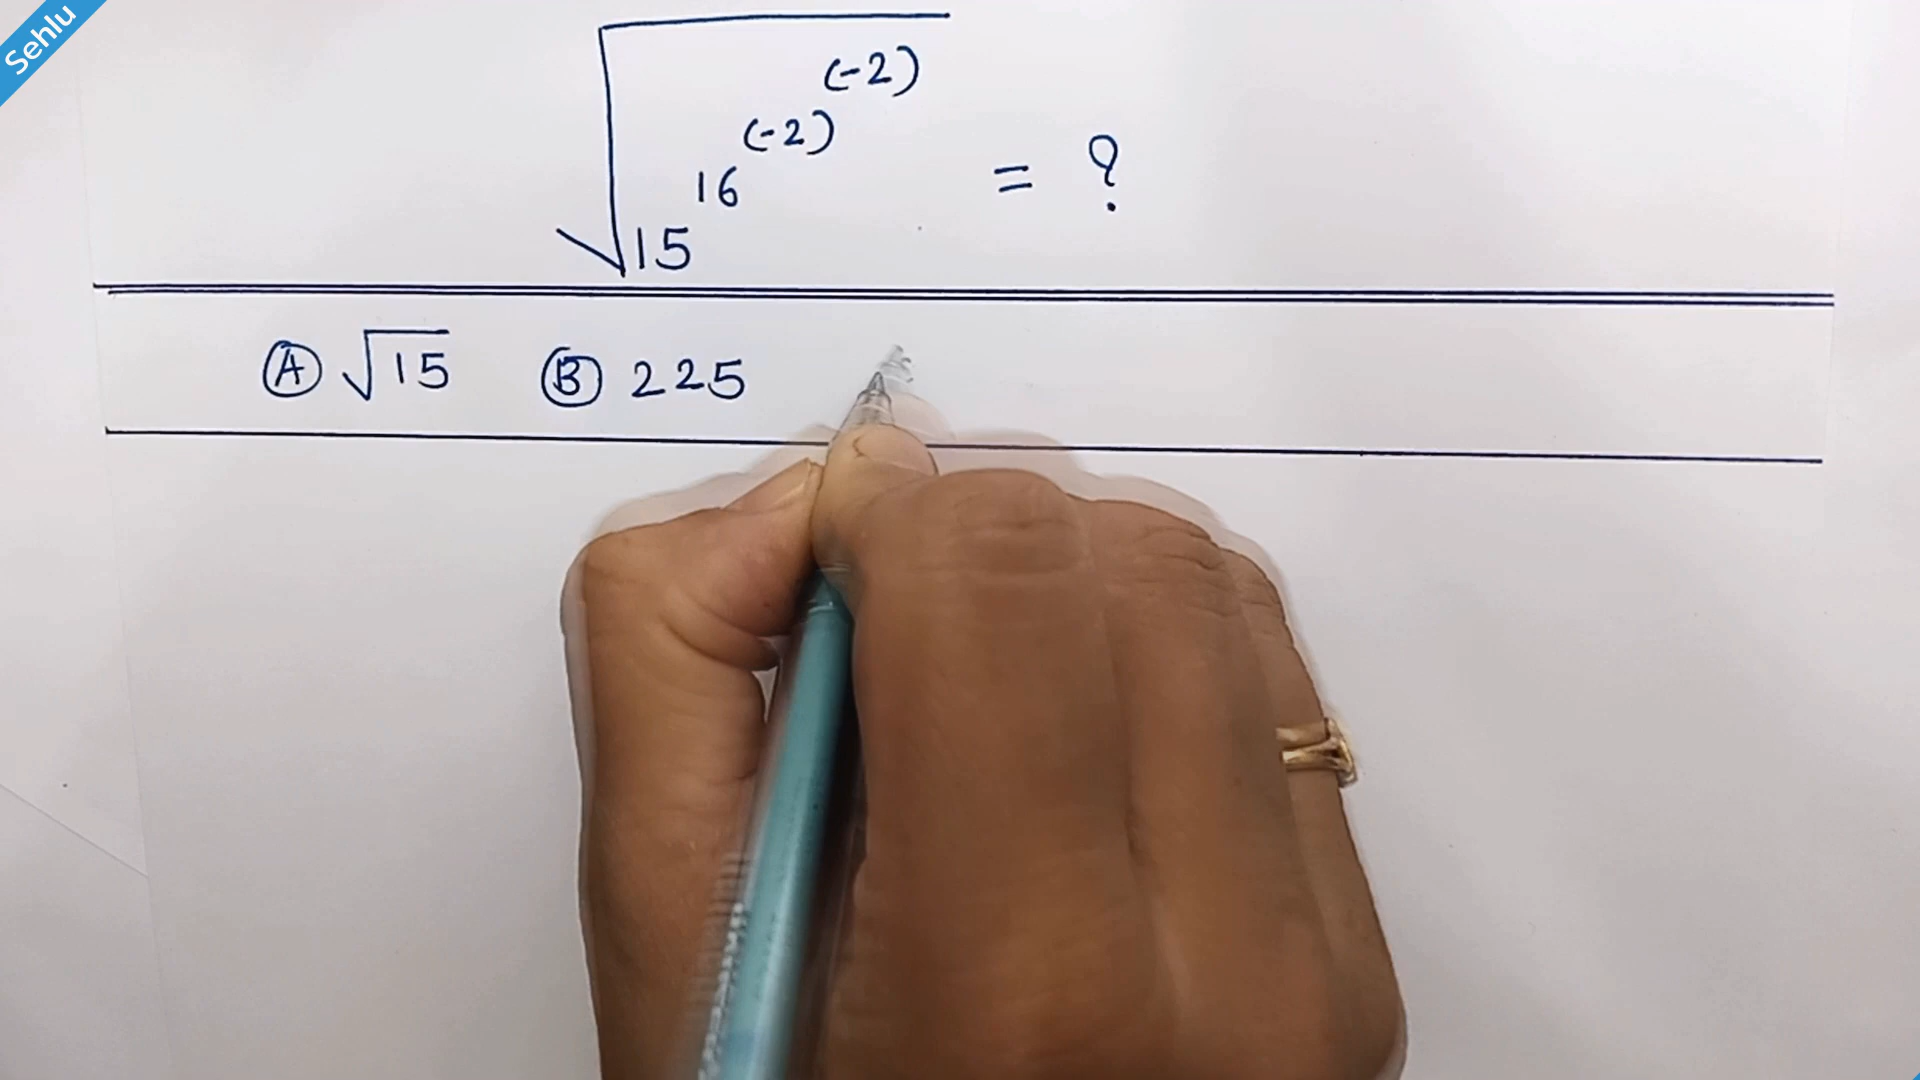 Sehlu
√15^16^(-2)^(-2) = ?
Ⓐ √15 Ⓑ 225